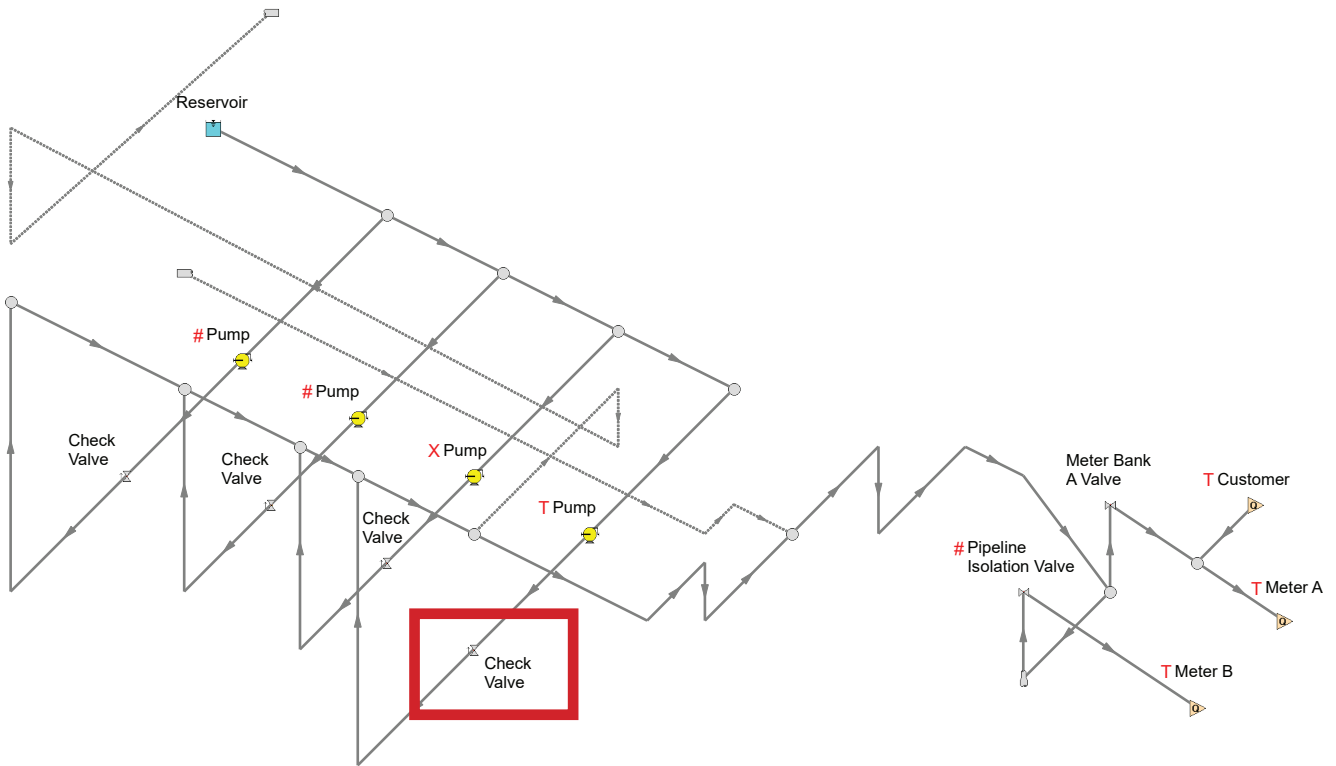 Reservoir
# Pump
# Pump
X Pump
T Pump
Check
Valve
Check
Valve
Check
Valve
Check
Valve
Meter Bank
A Valve
T Customer
# Pipeline
Isolation Valve
T Meter A
T Meter B
Q
Q
Q